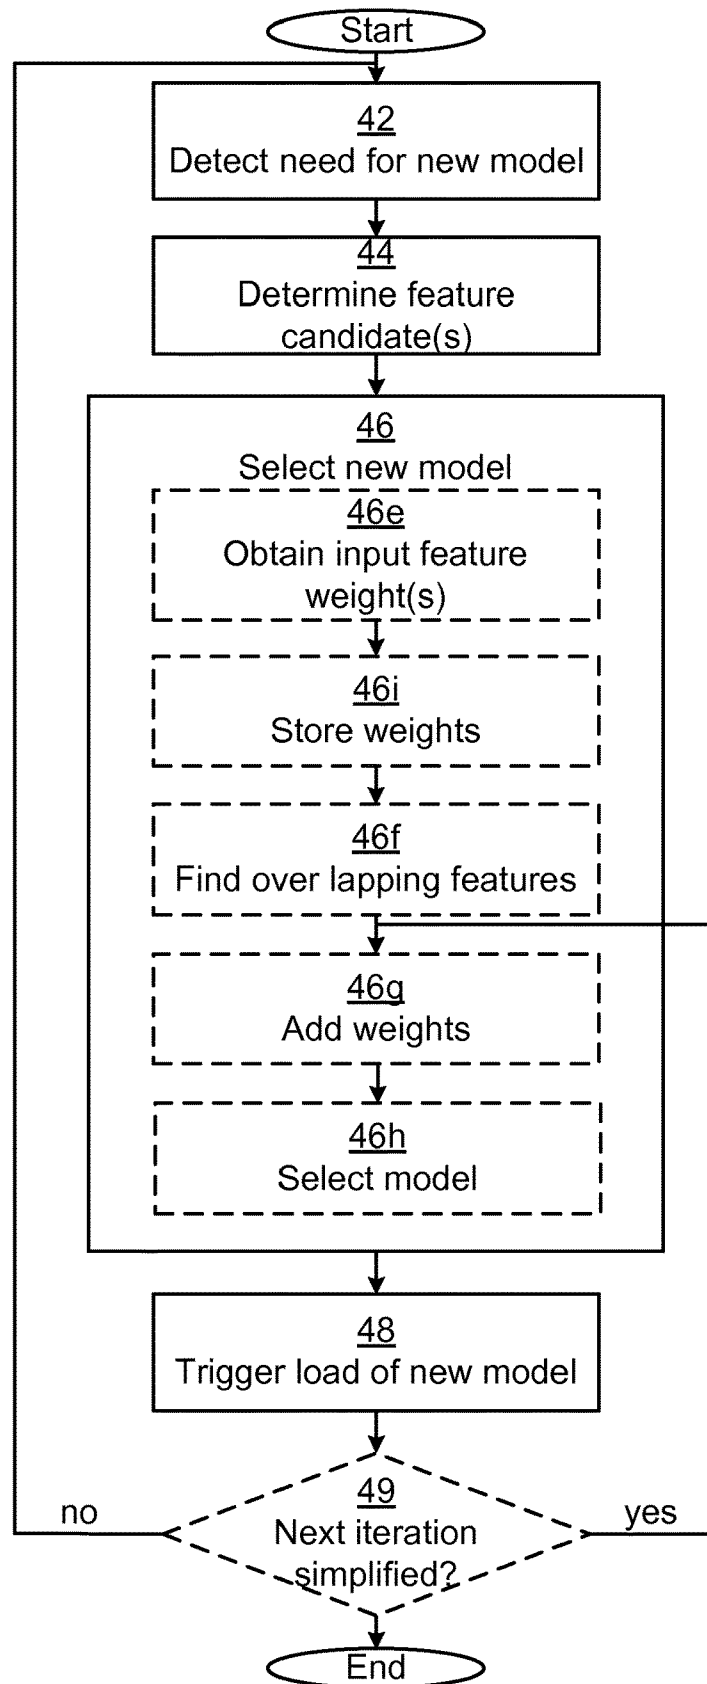 Start
42
Detect need for new model
44
Determine feature
candidate(s)
46
Select new model
46e
Obtain input feature
weight(s)
46i
Store weights
46f
Find over lapping features
46g
Add weights
46h
Select model
48
Trigger load of new model
no
49
yes
Next iteration
simplified?
End